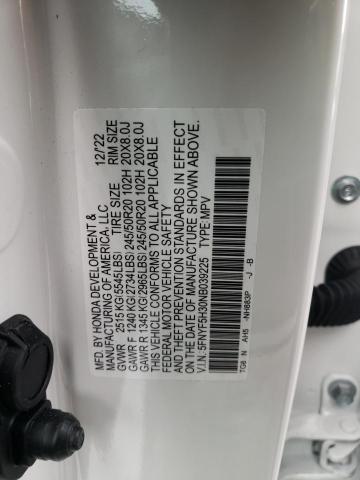 MFD. BY HONDA DEVELOPMENT & 12/22
MANUFACTURING OF AMERICA, LLC
TIRE SIZE RIM SIZE
GVWR 2515 KG(5545LBS)
GAWR F 1240 KG(2734LBS) 245/50R20 102H 20X8.0J
GAWR R 1345 KG(2965LBS) 245/50R20 102H 20X8.0J
THIS VEHICLE CONFORMS TO ALL APPLICABLE
FEDERAL MOTOR VEHICLE SAFETY
AND THEFT PREVENTION STANDARDS IN EFFECT
ON THE DATE OF MANUFACTURE SHOWN ABOVE.
V.I.N.: 5FNYF5H30NB039225 TYPE: MPV
TG8 N AH5 -NH883P -J -B